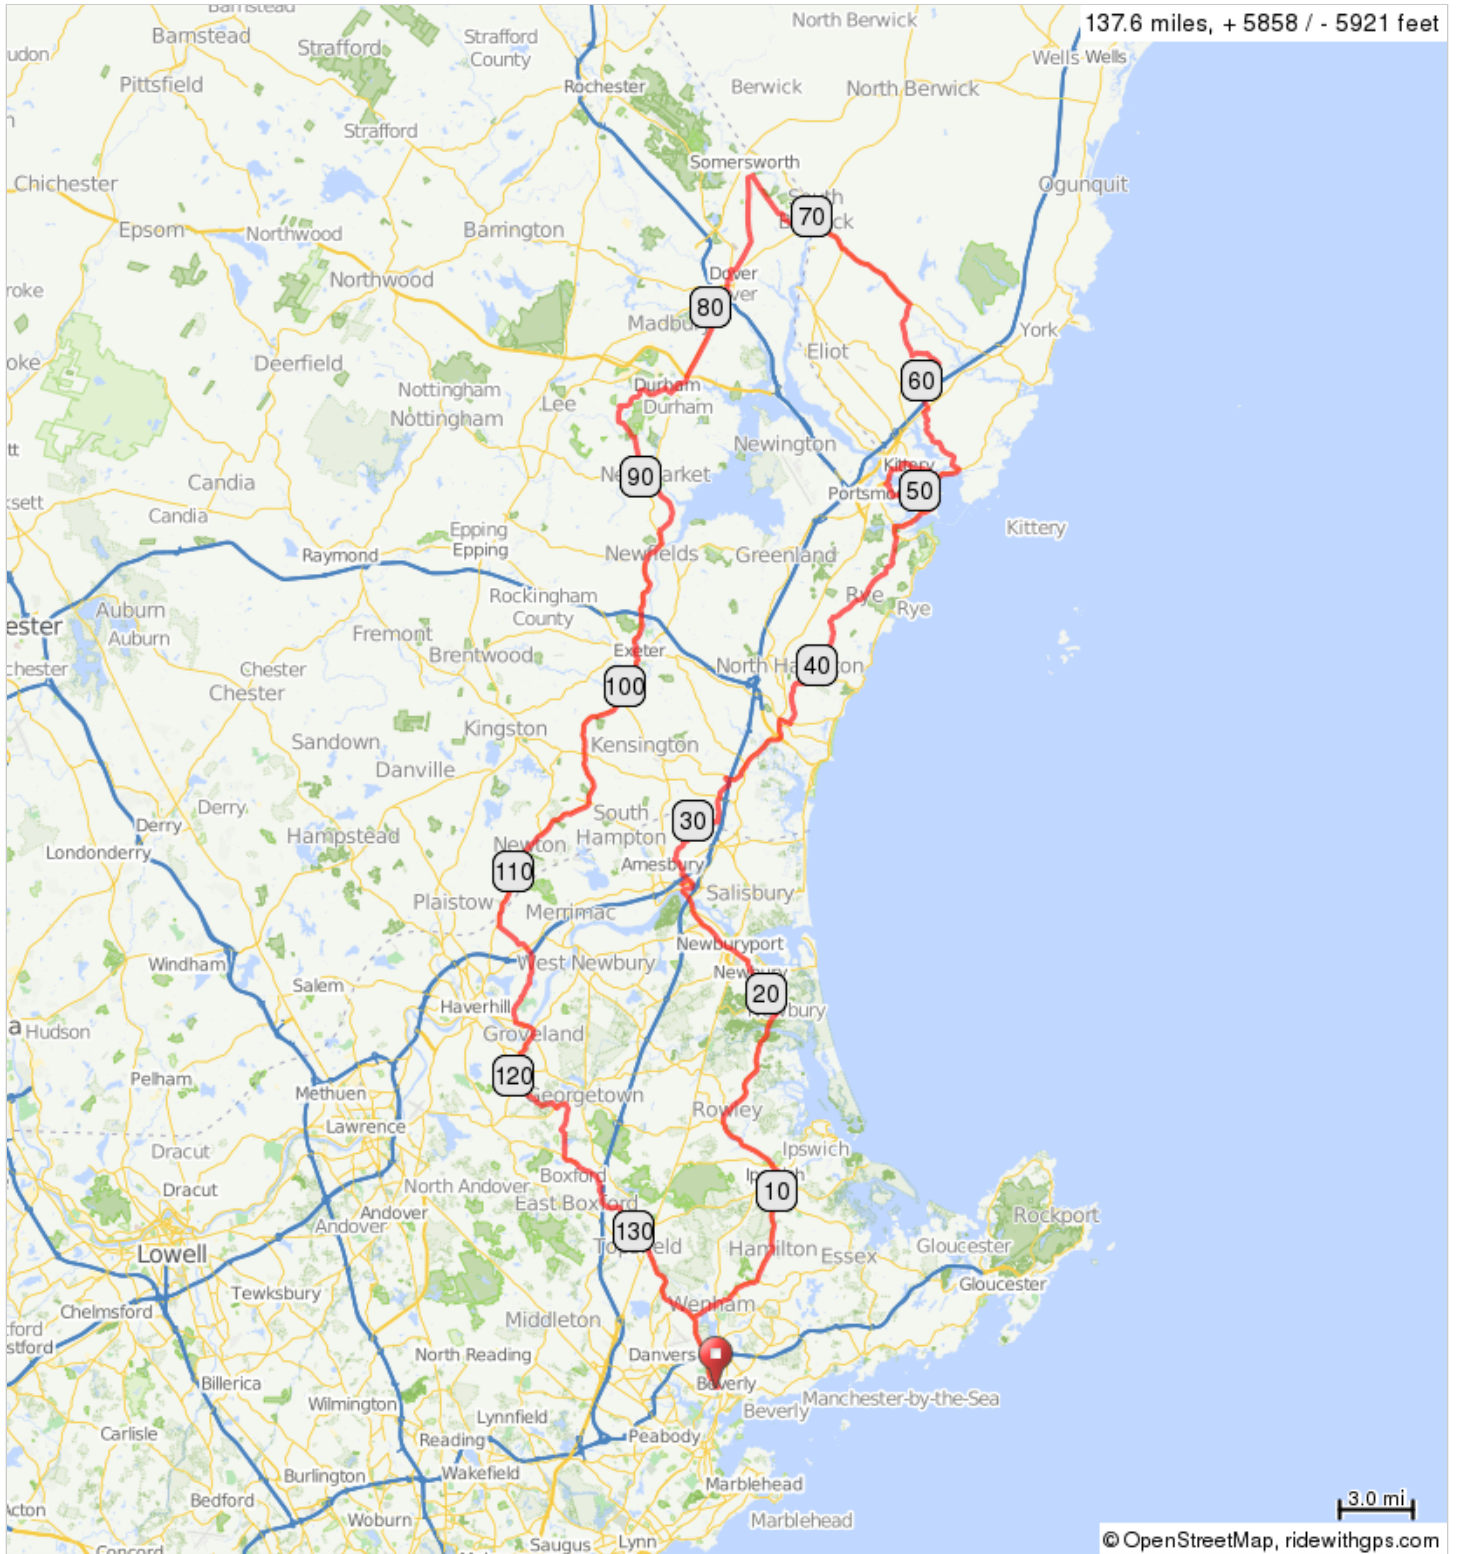 137.6 miles, + 5858 / - 5921 feet
Barnstead
North Berwick
Barnstead
Strafford
Strafford
County
Wells Wells
Pittsfield
Rochester
Berwick
North Berwick
Strafford
Somersworth
Chichester
Ogunquit
70
Epsom
Northwood
Barrington
Northwood
Dover
80
York
Deerfield
Eliot
Nottingham
Durham
60
Lee
Durham
Nottingham
Newington
Kittery
90
Candia
50
Candia
Kittery
Epping
Epping
Raymond
Newfields
Greenland
Rockingham
County
Rye
Rye
Auburn
Auburn
Fremont
Brentwood
Exeter
Chester
Chester
40
100
Kingston
Sandown
Kensington
Danville
Derry
Derry
South
Hampton
30
Hampstead
Londonderry
Newton
Amesbury
110
Plaistow
Salisbury
Merrimac
Newburyport
Windham
West Newbury
Newbury
Salem
20
Haverhill
Hudson
Groveland
Pelham
120
Methuen
Georgetown
Rowley
Lawrence
Dracut
Ipswich
Boxford
North Andover
Dracut
10
East Boxford
Andover
Andover
Rockport
130
Lowell
Hamilton
Essex
Gloucester
Gloucester
Tewksbury
Wenham
Chelmsford
Middleton
North Reading
Danvers
Billerica
Beverly
Manchester-by-the-Sea
Wilmington
Beverly
Lynnfield
Carlisle
Reading
Peabody
Burlington
Wakefield
Marblehead
Bedford
3.0 mi
Woburn
Marblehead
Saugus
Lynn
© OpenStreetMap, ridewithgps.com